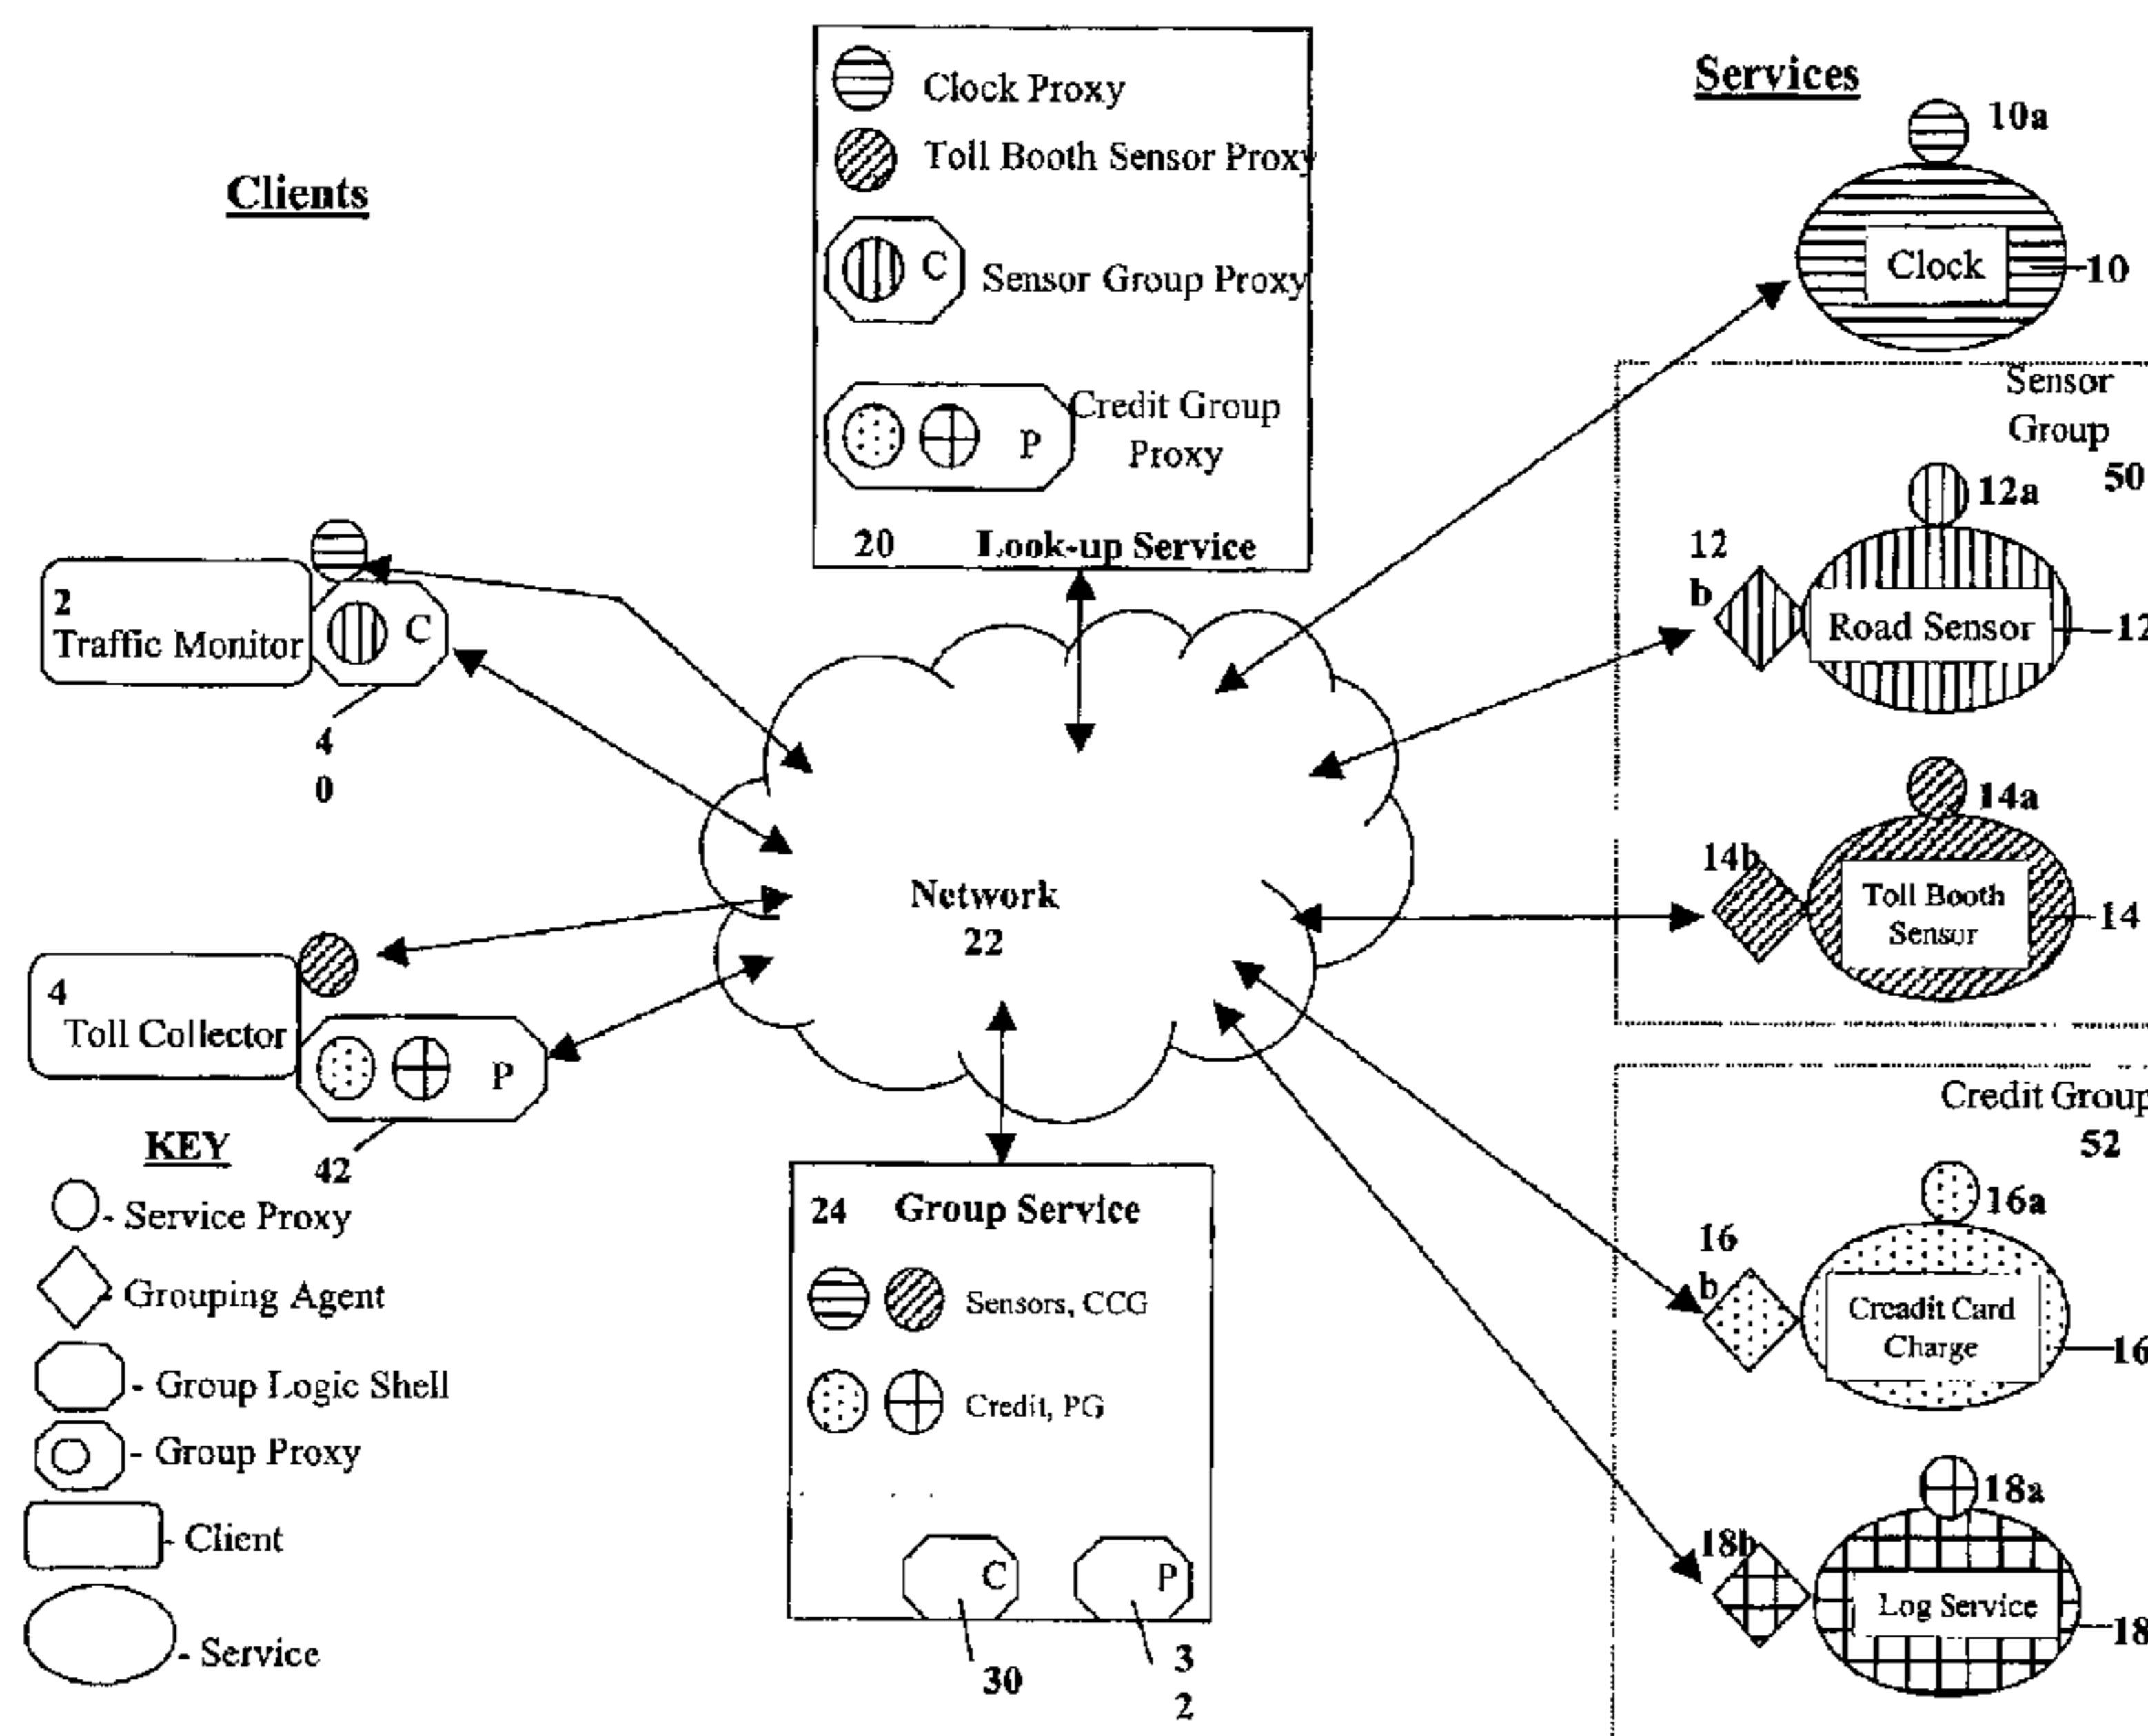 Clients
Services
Clock Proxy
Toll Booth Sensor Proxy
C
Sensor Group Proxy
Credit Group
P
Proxy
20 Look-up Service
10a
Clock
10
Sensor
Group
50
12a
12
b
Road Sensor
12
14a
14b
Toll Booth
Sensor
14
2
Traffic Monitor
C
4
0
4
Toll Collector
P
42
Network
22
KEY
- Service Proxy
- Grouping Agent
- Group Logic Shell
- Group Proxy
- Client
- Service
24 Group Service
Sensors, CCG
Credit, PG
C
P
30
3
2
Credit Group
52
16a
16
b
Creadit Card
Charge
16
18a
18b
Log Service
18